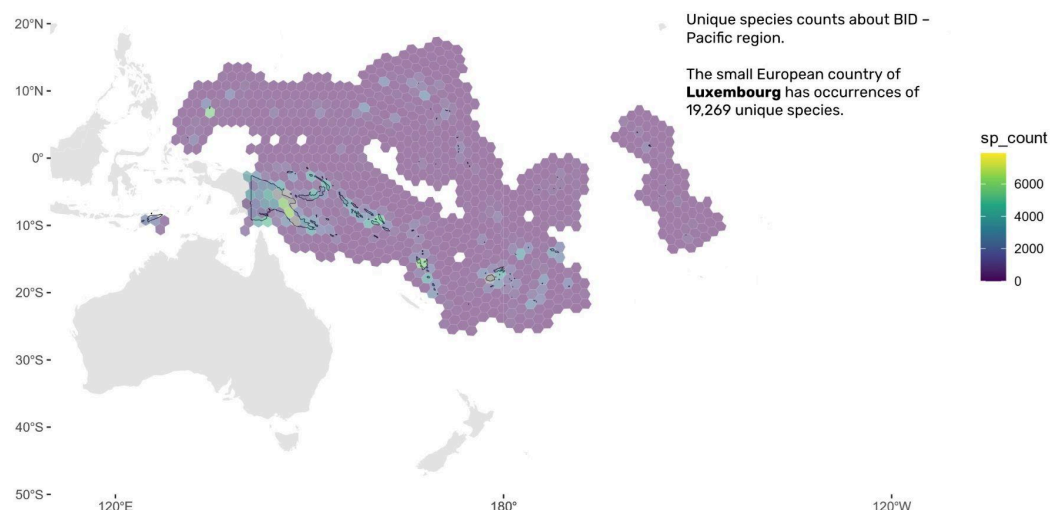 Unique species counts about BID –
Pacific region.
The small European country of
Luxembourg has occurrences of
19,269 unique species.
20°N
10°N
0°
10°S
20°S
30°S
40°S
50°S
120°E
180°
120°W
sp_count
6000
4000
2000
0